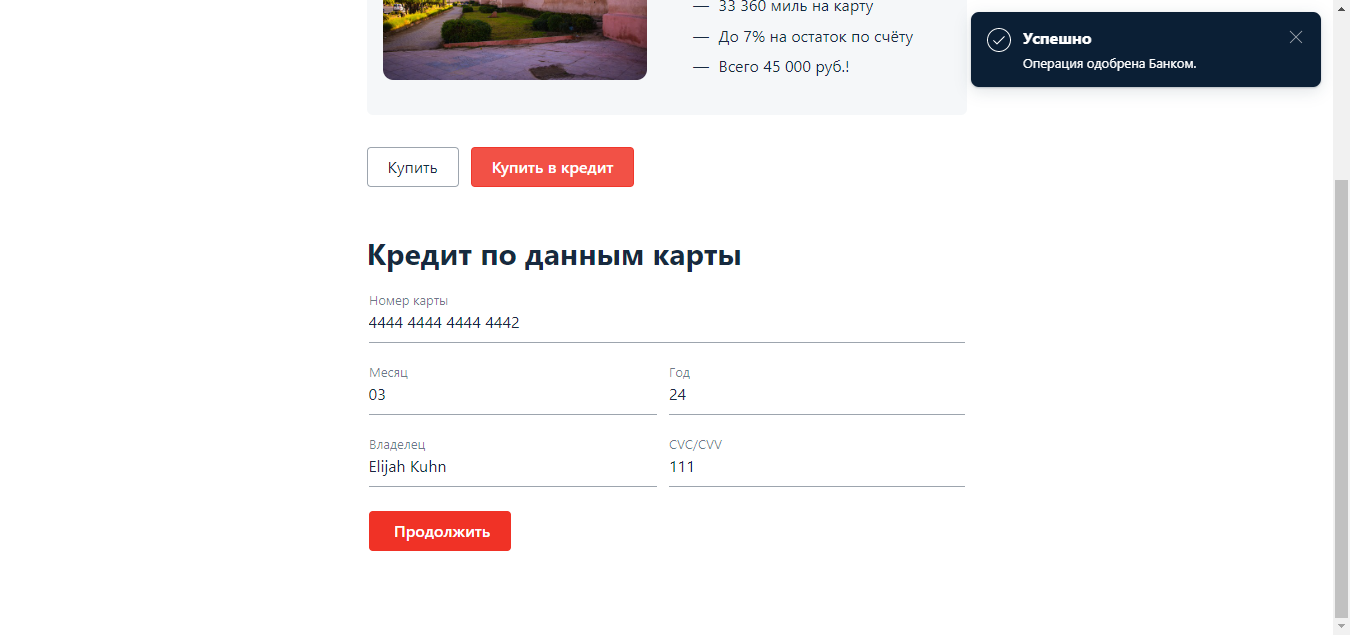 — 33 360 миль на карту
— До 7% на остаток по счёту
— Всего 45 000 руб.!
Успешно
Операция одобрена Банком.
Купить
Купить в кредит
Кредит по данным карты
Номер карты
4444 4444 4444 4442
Месяц
03
Год
24
Владелец
Elijah Kuhn
CVC/CVV
111
Продолжить